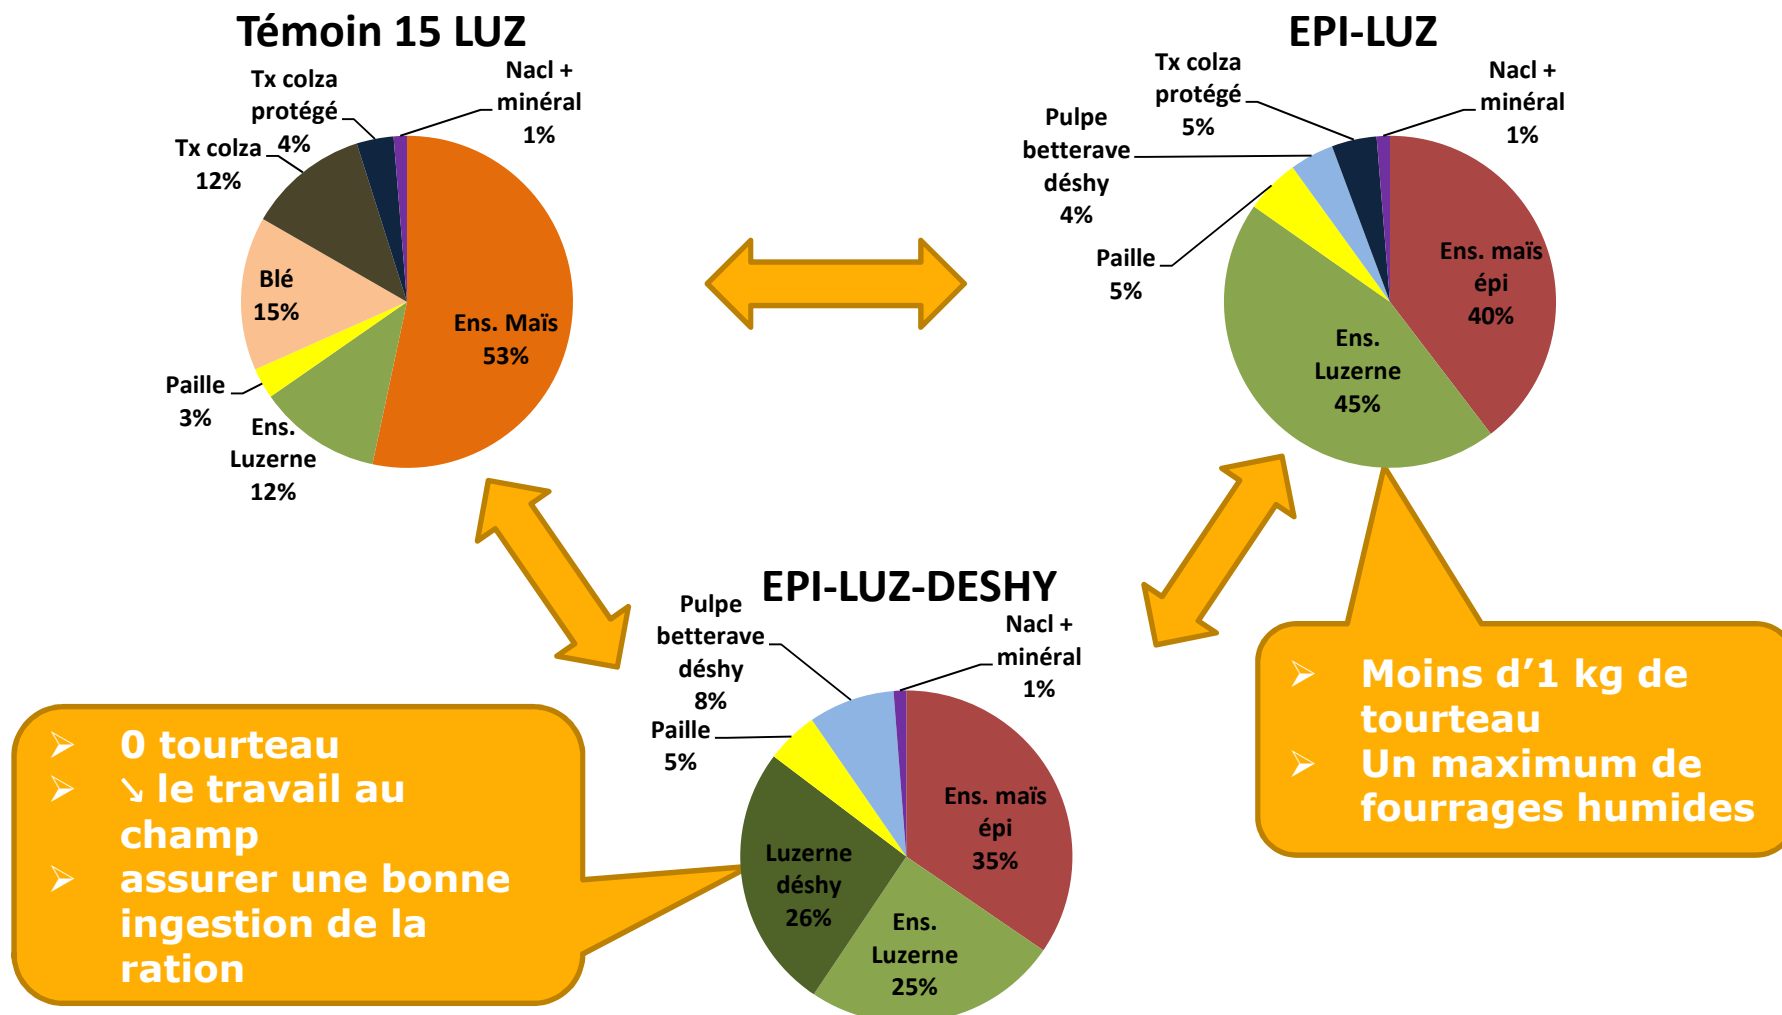 Témoin 15 LUZ
Tx colza
protégé
4%
Nacl +
minéral
1%
Tx colza
12%
Blé
15%
Ens. Maïs
53%
Paille
3%
Ens.
Luzerne
12%
EPI-LUZ
Tx colza
protégé
5%
Nacl +
minéral
1%
Pulpe
betterave
déshy
4%
Paille
5%
Ens. maïs
épi
40%
Ens.
Luzerne
45%
EPI-LUZ-DESHY
Pulpe
betterave
déshy
8%
Nacl +
minéral
1%
Paille
5%
Ens. maïs
épi
35%
Luzerne
déshy
26%
Ens.
Luzerne
25%
➢ 0 tourteau
➢ ↘ le travail au
champ
➢ assurer une bonne
ingestion de la
ration
➢ Moins d’1 kg de
tourteau
➢ Un maximum de
fourrages humides